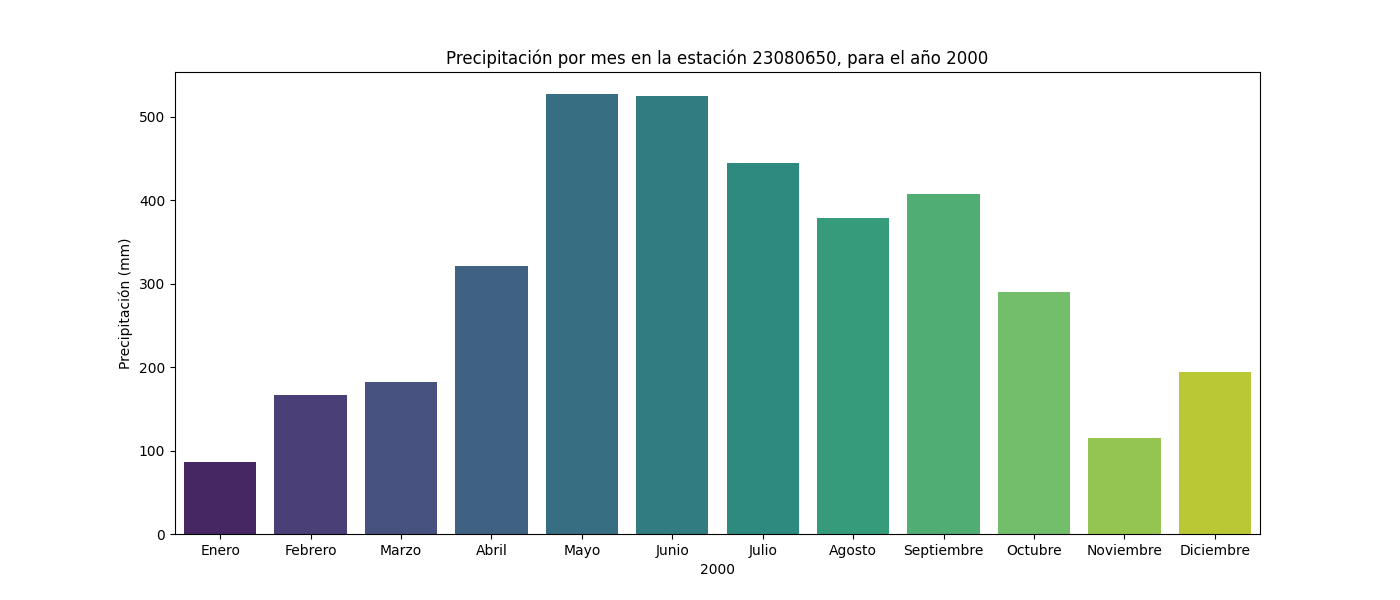 Precipitación por mes en la estación 23080650, para el año 2000
Precipitación (mm)
500
400
300
200
100
0
Enero Febrero Marzo Abril Mayo Junio Julio Agosto Septiembre Octubre Noviembre Diciembre
2000